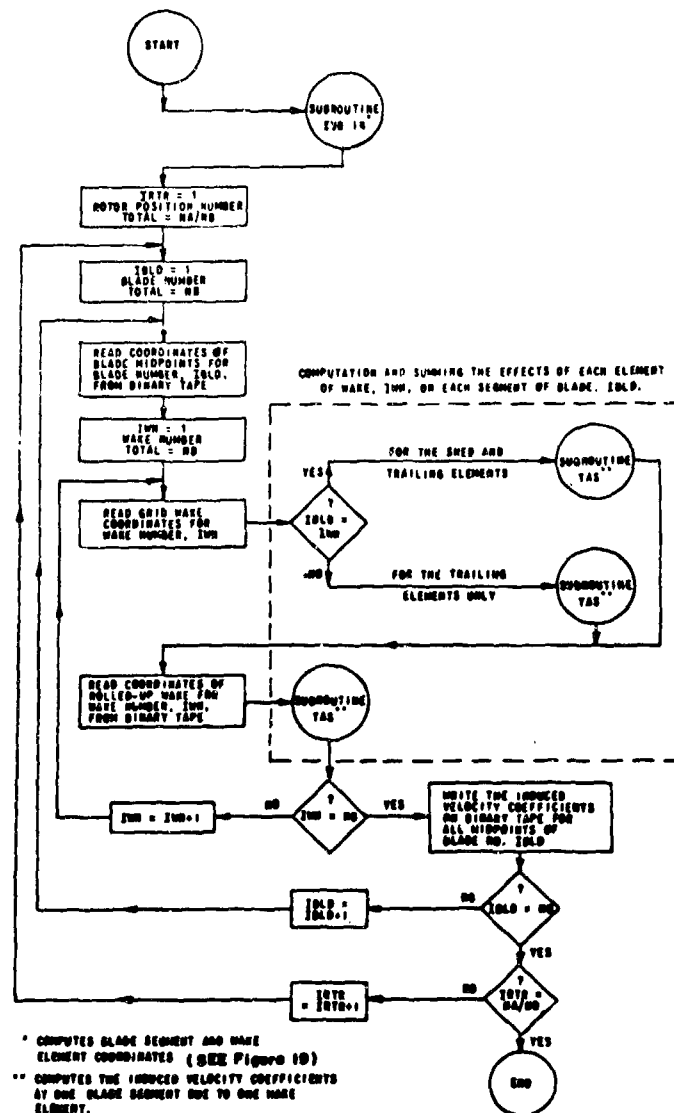 START
SUBROUTINE
IRTR = 1
ROTOR POSITION NUMBER
TOTAL = NA/NB
IBLD = 1
BLADE NUMBER
TOTAL = NB
READ COORDINATES OF
BLADE MIDPOINTS FOR
BLADE NUMBER, IBLD,
FROM BINARY TAPE
COMPUTATION AND SUMMING THE EFFECTS OF EACH ELEMENT
OF WAKE, IWN, ON EACH SEGMENT OF BLADE, IBLD.
IWN = 1
WAKE NUMBER
TOTAL = NB
YES
FOR THE SHED AND
TRAILING ELEMENTS
SUBROUTINE
TAS**
READ GRID WAKE
COORDINATES FOR
WAKE NUMBER, IWN
?
IBLD =
IWN
NO
FOR THE TRAILING
ELEMENTS ONLY
SUBROUTINE
TAS**
READ COORDINATES OF
ROLLED-UP WAKE FOR
WAKE NUMBER, IWN,
FROM BINARY TAPE
SUBROUTINE
TAS**
IWN = IWN+1
NO
?
IWN = NB
YES
WRITE THE INDUCED
VELOCITY COEFFICIENTS
ON BINARY TAPE FOR
ALL MIDPOINTS OF
BLADE NO. IBLD
IBLD =
IBLD+1
NO
?
IBLD = NB
YES
IRTR
= IRTR+1
NO
?
IRTR =
NA/NB
YES
END
* COMPUTES BLADE SEGMENT AND WAKE
ELEMENT COORDINATES (SEE Figure 19)
** COMPUTES THE INDUCED VELOCITY COEFFICIENTS
AT ONE BLADE SEGMENT DUE TO ONE WAKE
ELEMENT.